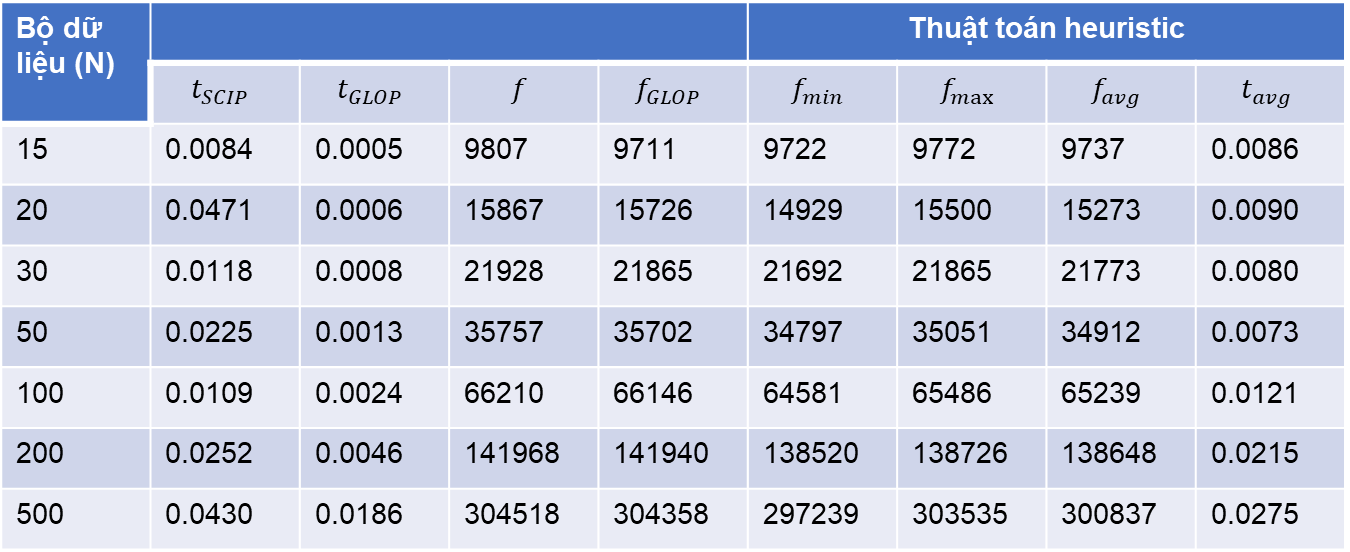 Bộ dữ liệu (N) Thuật toán heuristic
t_SCIP t_GLOP f f_GLOP f_min f_max f_avg t_avg
15 0.0084 0.0005 9807 9711 9722 9772 9737 0.0086
20 0.0471 0.0006 15867 15726 14929 15500 15273 0.0090
30 0.0118 0.0008 21928 21865 21692 21865 21773 0.0080
50 0.0225 0.0013 35757 35702 34797 35051 34912 0.0073
100 0.0109 0.0024 66210 66146 64581 65486 65239 0.0121
200 0.0252 0.0046 141968 141940 138520 138726 138648 0.0215
500 0.0430 0.0186 304518 304358 297239 303535 300837 0.0275